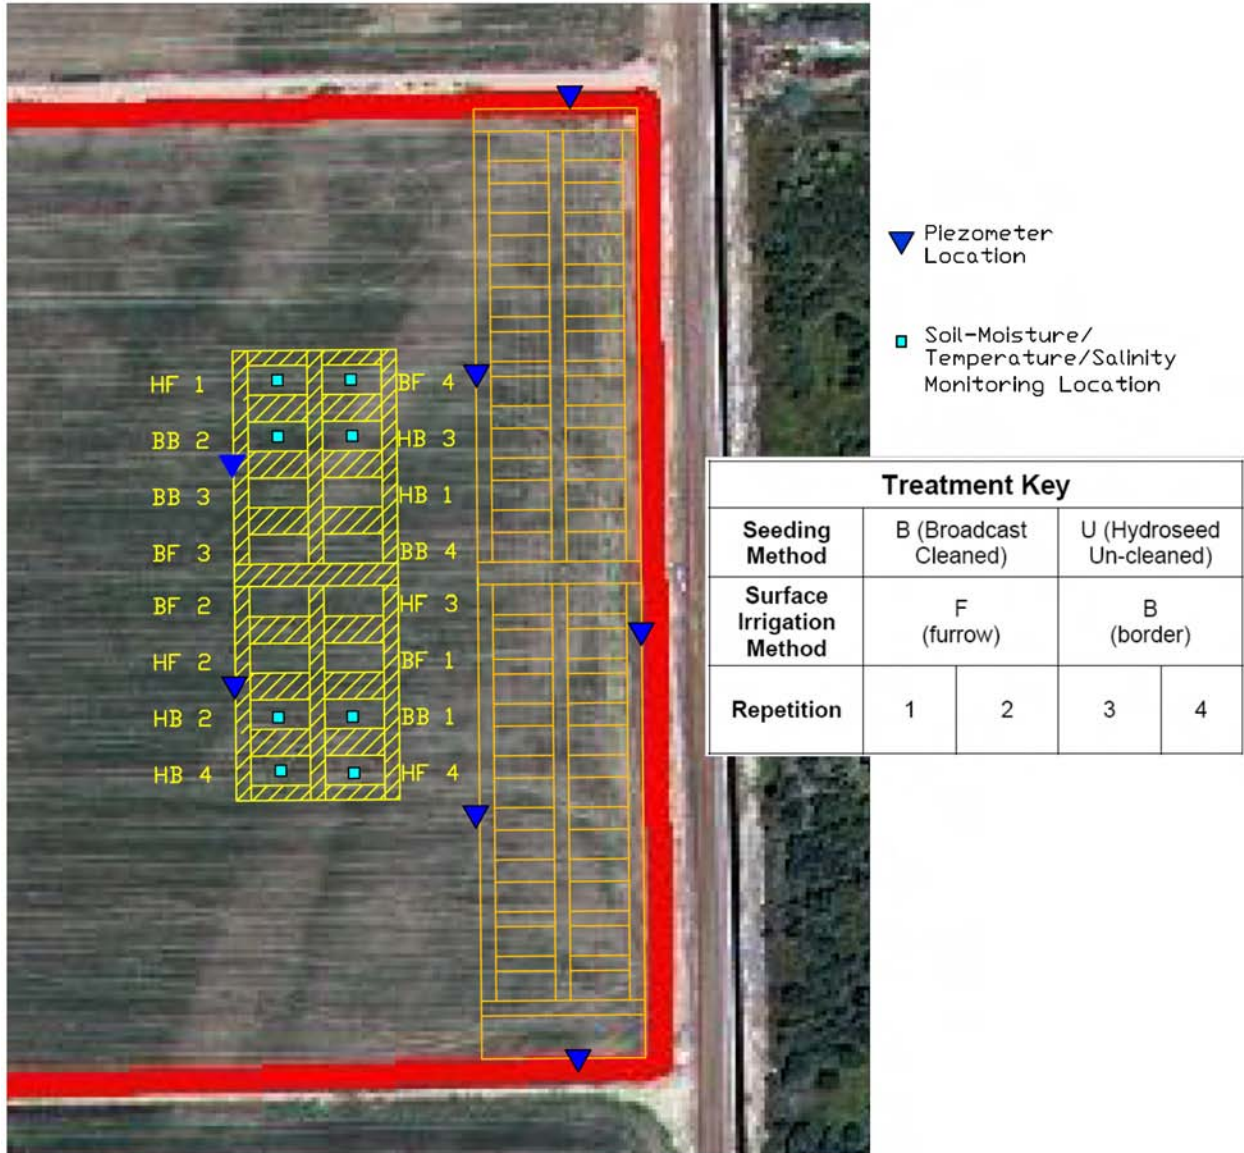 Piezometer
Location
Soil-Moisture/
Temperature/Salinity
Monitoring Location
HF 1
BF 4
BB 2
HB 3
BB 3
HB 1
BF 3
BB 4
BF 2
HF 3
HF 2
BF 1
HB 2
BB 1
HB 4
HF 4
Treatment Key
Seeding
Method
B (Broadcast
Cleaned)
U (Hydroseed
Un-cleaned)
Surface
Irrigation
Method
F
(furrow)
B
(border)
Repetition
1
2
3
4